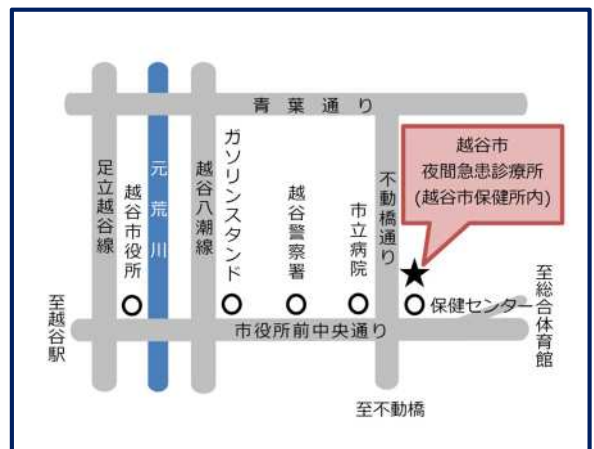 青葉通り
足立越谷線
越谷市役所
元荒川
越谷八潮線
ガソリンスタンド
越谷警察署
市立病院
不動橋通り
越谷市
夜間急患診療所
(越谷市保健所内)
保健センター
至総合体育館
至越谷駅
市役所前中央通り
至不動橋